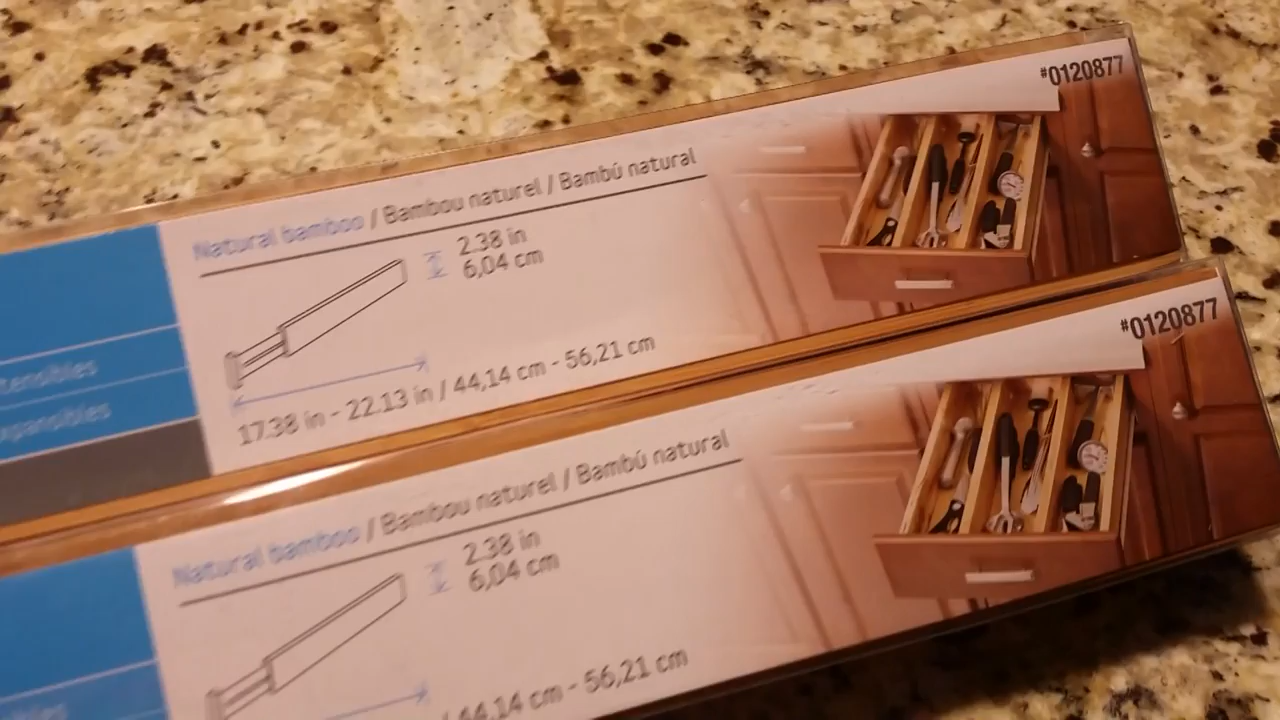 #0120877
Natural bamboo / Bambou naturel / Bambú natural
2.38 in
6,04 cm
17.38 in - 22.13 in / 44,14 cm - 56,21 cm
#0120877
Natural bamboo / Bambou naturel / Bambú natural
2.38 in
6,04 cm
44,14 cm - 56,21 cm